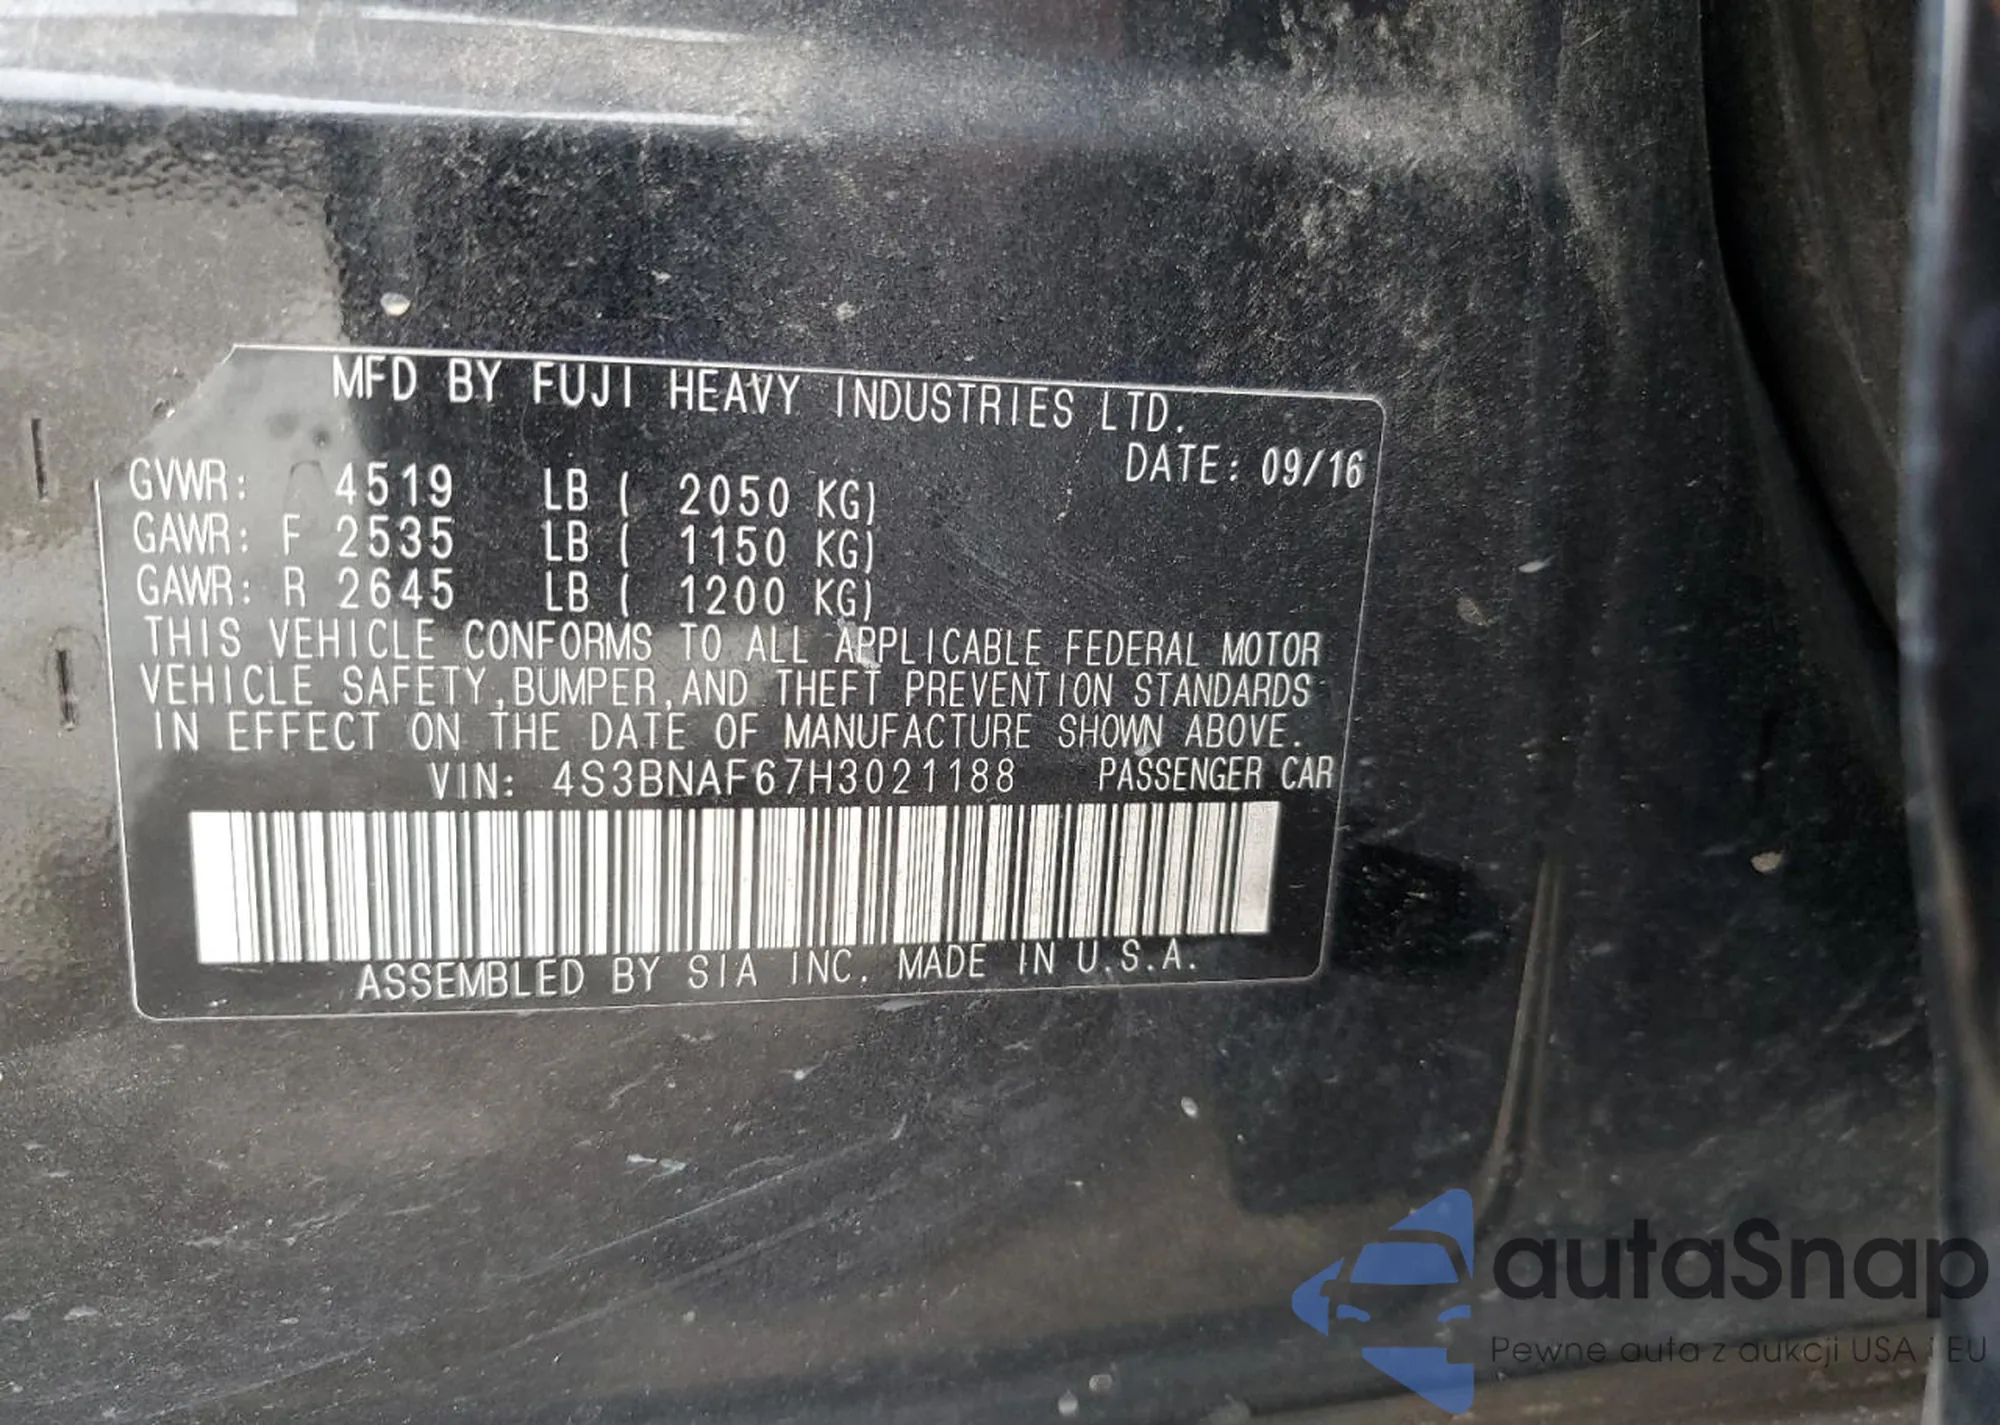 MFD BY FUJI HEAVY INDUSTRIES LTD.
DATE: 09/16
GVWR: 4519 LB ( 2050 KG)
GAWR: F 2535 LB ( 1150 KG)
GAWR: R 2645 LB ( 1200 KG)
THIS VEHICLE CONFORMS TO ALL APPLICABLE FEDERAL MOTOR
VEHICLE SAFETY,BUMPER,AND THEFT PREVENTION STANDARDS
IN EFFECT ON THE DATE OF MANUFACTURE SHOWN ABOVE.
VIN: 4S3BNAF67H3021188 PASSENGER CAR
ASSEMBLED BY SIA INC. MADE IN U.S.A.
autaSnap
Pewne auta z aukcji USA i EU